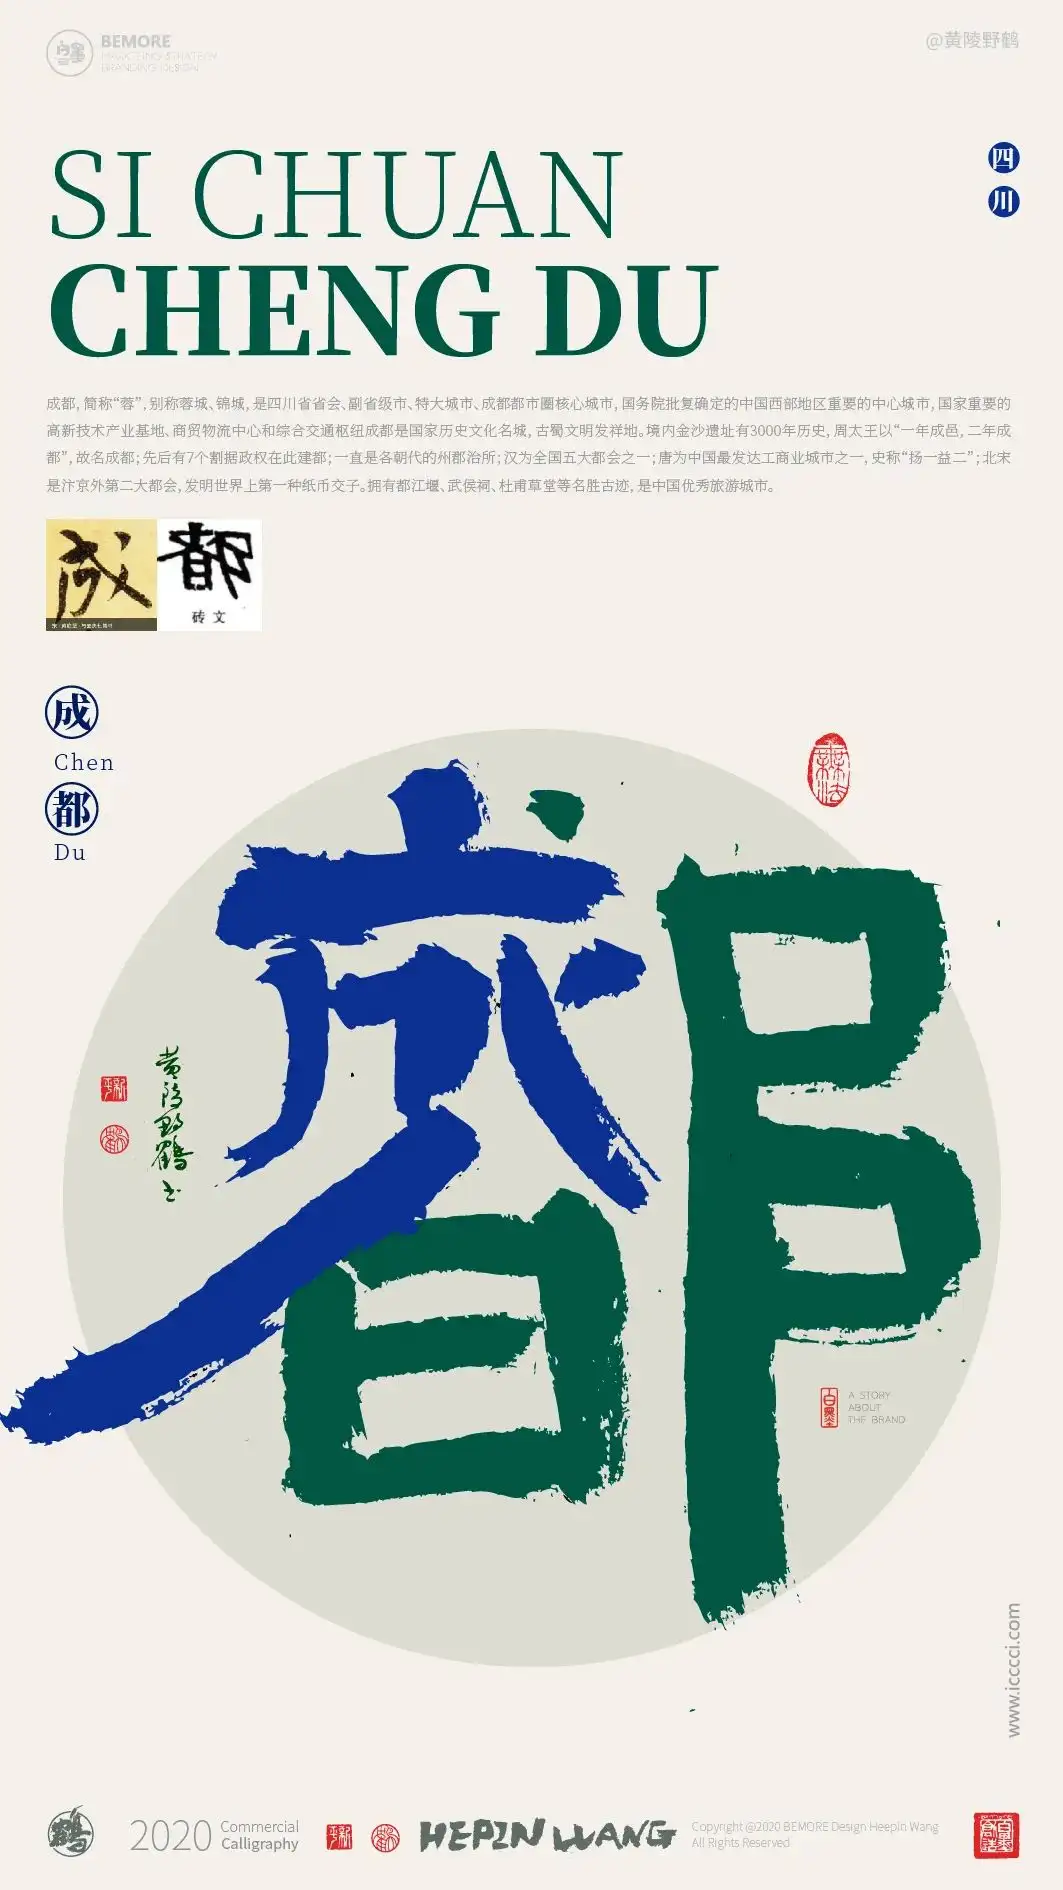 BEMORE
MARKETING STRATEGY
BRANDING DESIGN
@黄陵野鹤
SI CHUAN
CHENG DU
四
川
成都，简称“蓉”，别称蓉城、锦城，是四川省省会、副省级市、特大城市、成都都市圈核心城市，国务院批复确定的中国西部地区重要的中心城市，国家重要的
高新技术产业基地、商贸物流中心和综合交通枢纽成都是国家历史文化名城，古蜀文明发祥地。境内金沙遗址有3000年历史，周太王以“一年成邑，二年成
都”，故名成都；先后有7个割据政权在此建都；一直是各朝代的州郡治所；汉为全国五大都会之一；唐为中国最发达工商业城市之一，史称“扬一益二”；北宋
是汴京外第二大都会，发明世界上第一种纸币交子。拥有都江堰、武侯祠、杜甫草堂等名胜古迹，是中国优秀旅游城市。
成 都
砖 文
成
Chen
都
Du
成都
黄陵野鹤书
A STORY
ABOUT
THE BRAND
www.icccci.com
鹤
2020
Commercial
Calligraphy
HEPIN WANG
Copyright @2020 BEMORE Design Heepin Wang
All Rights Reserved